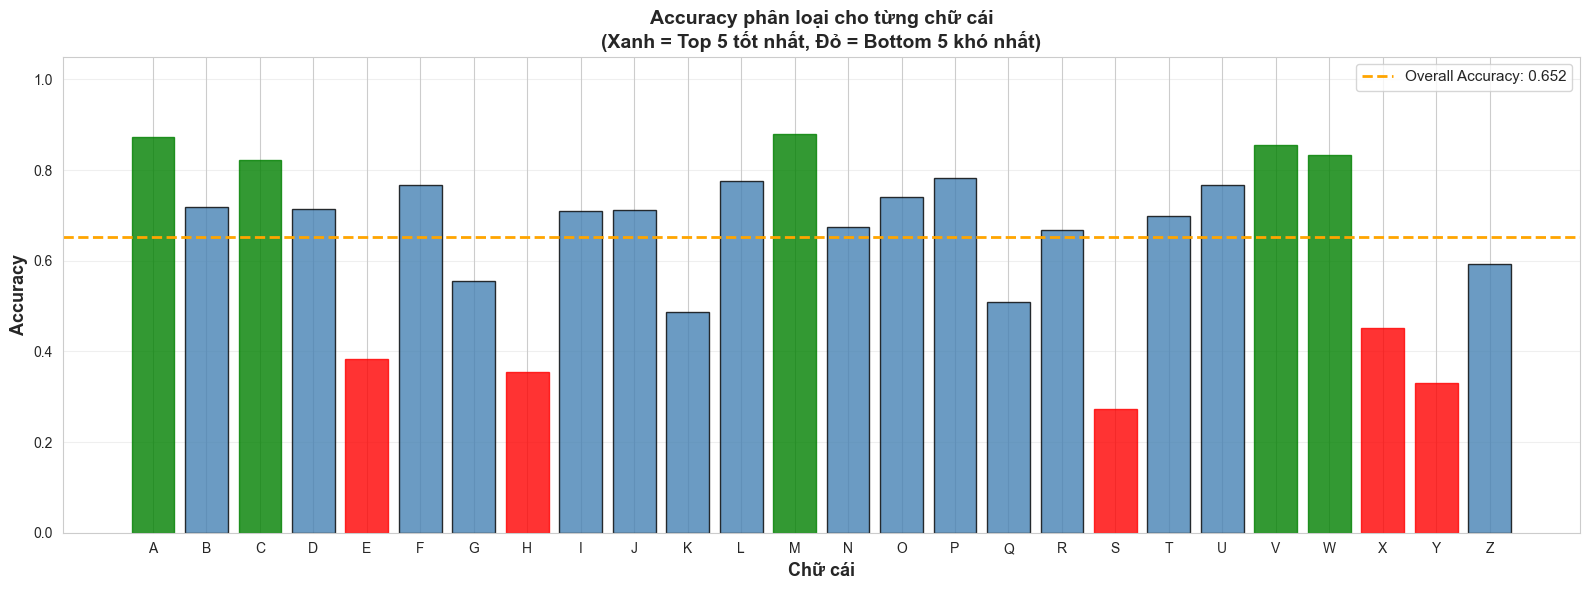 Accuracy phân loại cho từng chữ cái
(Xanh = Top 5 tốt nhất, Đỏ = Bottom 5 khó nhất)
Overall Accuracy: 0.652
Accuracy
1.0
0.8
0.6
0.4
0.2
0.0
A B C D E F G H I J K L M N O P Q R S T U V W X Y Z
Chữ cái